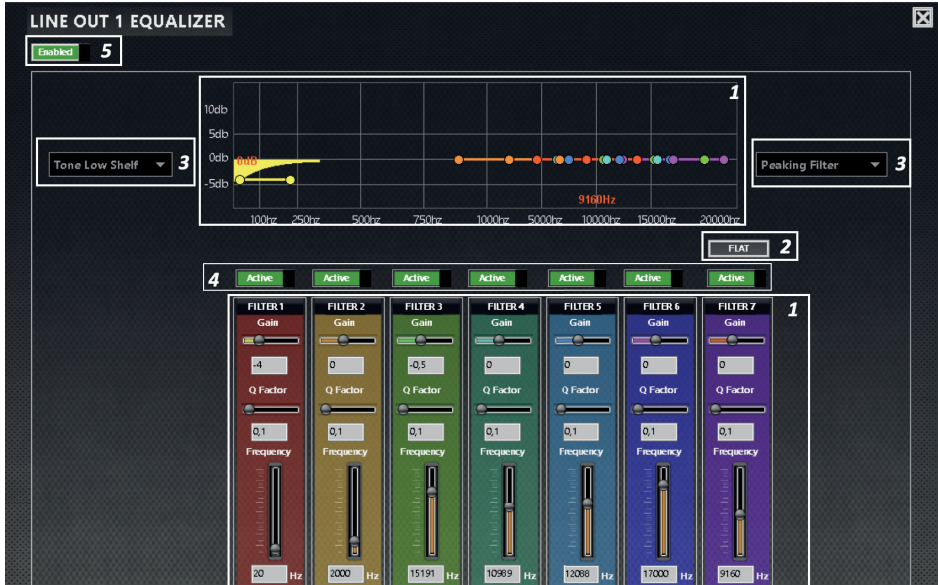 LINE OUT 1 EQUALIZER
Enabled 5
1
10db
5db
0db 0dB
-5db
Tone Low Shelf 3
Peaking Filter 3
9160Hz
100hz 250hz 500hz 750hz 1000hz 5000hz 10000hz 15000hz 20000hz
FLAT 2
4 Active Active Active Active Active Active Active
FILTER 1 FILTER 2 FILTER 3 FILTER 4 FILTER 5 FILTER 6 FILTER 7 1
Gain Gain Gain Gain Gain Gain Gain
-4 0 -0,5 0 0 0 0
Q Factor Q Factor Q Factor Q Factor Q Factor Q Factor Q Factor
0,1 0,1 0,1 0,1 0,1 0,1 0,1
Frequency Frequency Frequency Frequency Frequency Frequency Frequency
20 Hz 2000 Hz 15191 Hz 10989 Hz 12088 Hz 17000 Hz 9160 Hz